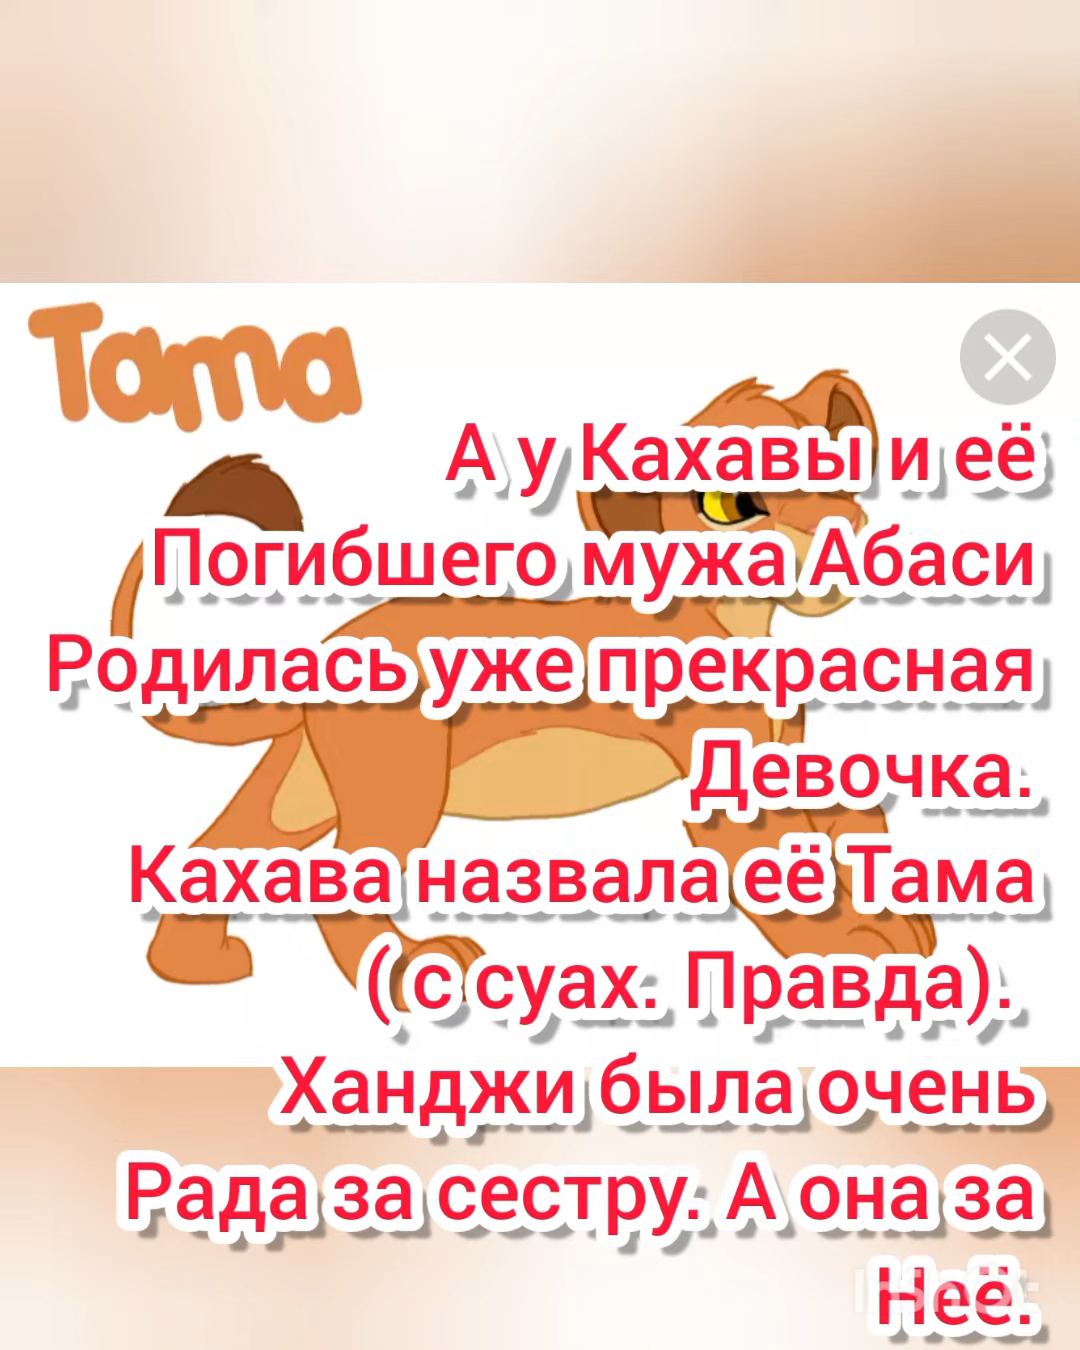 Tama
А у Кахавы и её
Погибшего мужа Абаси
Родилась уже прекрасная
Девочка.
Кахава назвала её Тама
( с суах. Правда).
Ханджи была очень
Рада за сестру. А она за
Неё.
InShOt